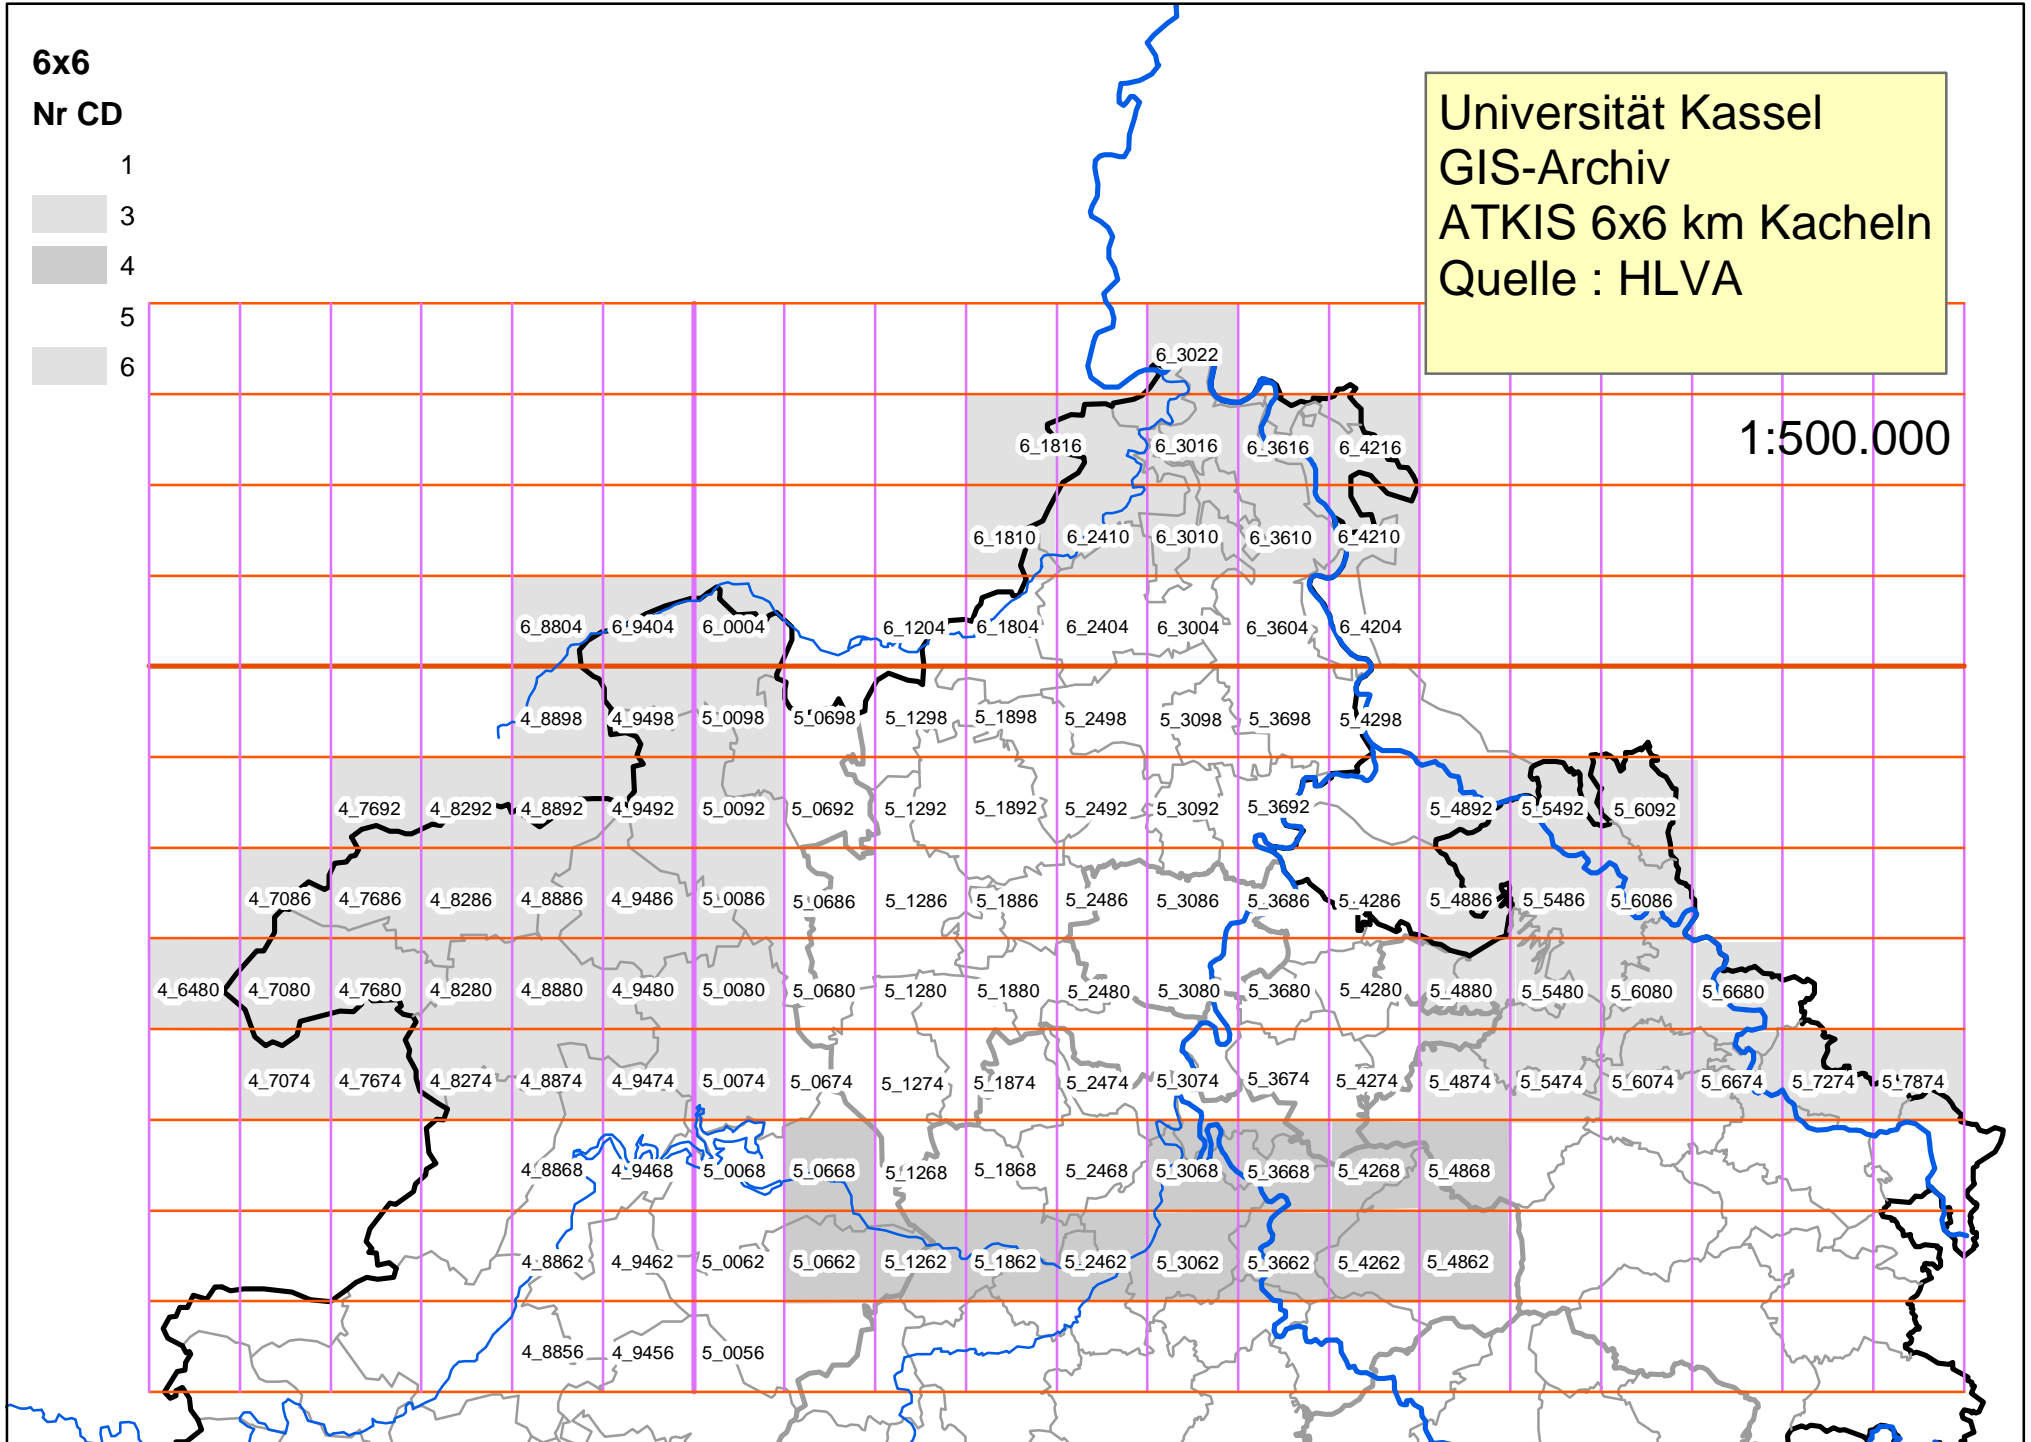 6x6
Nr CD
1
3
4
5
6
Universität Kassel
GIS-Archiv
ATKIS 6x6 km Kacheln
Quelle : HLVA
1:500.000
6_3022
6_1816 6_3016 6_3616 6_4216
6_1810 6_2410 6_3010 6_3610 6_4210
6_8804 6_9404 6_0004 6_1204 6_1804 6_2404 6_3004 6_3604 6_4204
4_8898 4_9498 5_0098 5_0698 5_1298 5_1898 5_2498 5_3098 5_3698 5_4298
4_7692 4_8292 4_8892 4_9492 5_0092 5_0692 5_1292 5_1892 5_2492 5_3092 5_3692 5_4892 5_5492 5_6092
4_7086 4_7686 4_8286 4_8886 4_9486 5_0086 5_0686 5_1286 5_1886 5_2486 5_3086 5_3686 5_4286 5_4886 5_5486 5_6086
4_6480 4_7080 4_7680 4_8280 4_8880 4_9480 5_0080 5_0680 5_1280 5_1880 5_2480 5_3080 5_3680 5_4280 5_4880 5_5480 5_6080 5_6680
4_7074 4_7674 4_8274 4_8874 4_9474 5_0074 5_0674 5_1274 5_1874 5_2474 5_3074 5_3674 5_4274 5_4874 5_5474 5_6074 5_6674 5_7274 5_7874
4_8868 4_9468 5_0068 5_0668 5_1268 5_1868 5_2468 5_3068 5_3668 5_4268 5_4868
4_8862 4_9462 5_0062 5_0662 5_1262 5_1862 5_2462 5_3062 5_3662 5_4262 5_4862
4_8856 4_9456 5_0056